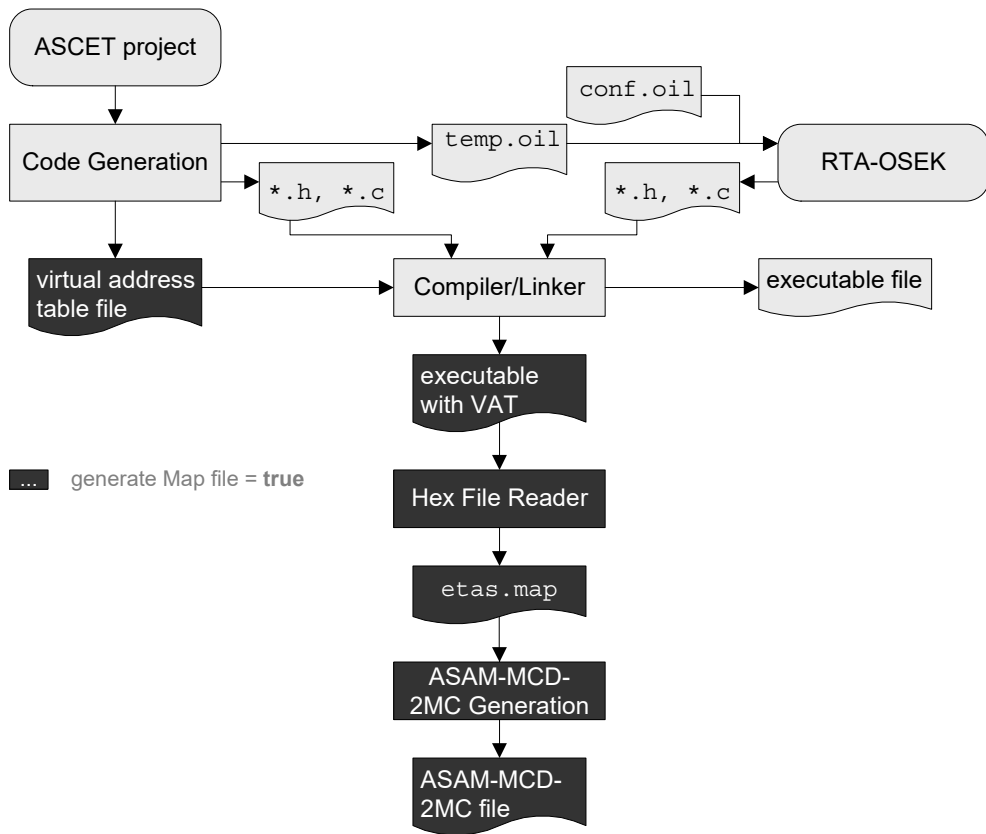 ASCET project
conf.oil
Code Generation
temp.oil
RTA-OSEK
*.h, *.c
*.h, *.c
virtual address
table file
Compiler/Linker
executable file
executable
with VAT
... generate Map file = true
Hex File Reader
etas.map
ASAM-MCD-
2MC Generation
ASAM-MCD-
2MC file